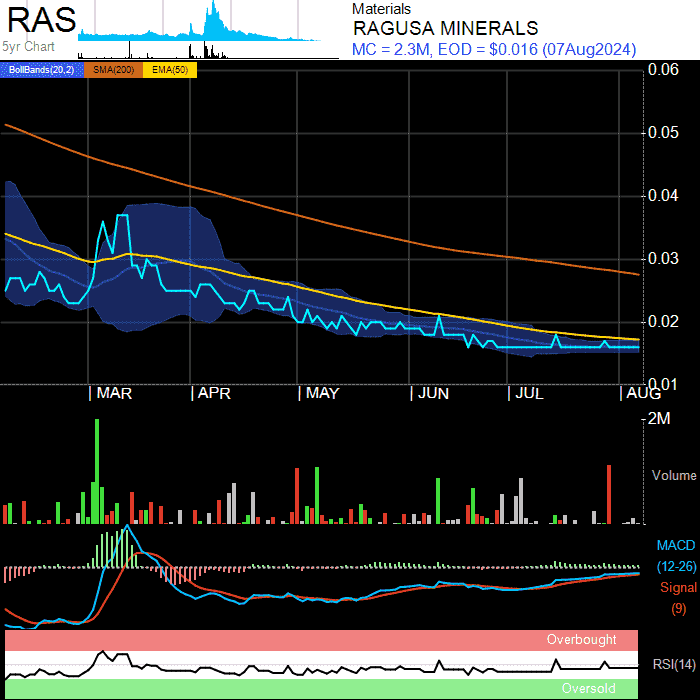 RAS
5yr Chart
Materials
RAGUSA MINERALS
MC = 2.3M, EOD = $0.016 (07Aug2024)
BollBands(20,2) SMA(200) EMA(50)
0.06
0.05
0.04
0.03
0.02
0.01
MAR APR MAY JUN JUL AUG
2M
Volume
MACD
(12-26)
Signal
(9)
Overbought
RSI(14)
Oversold